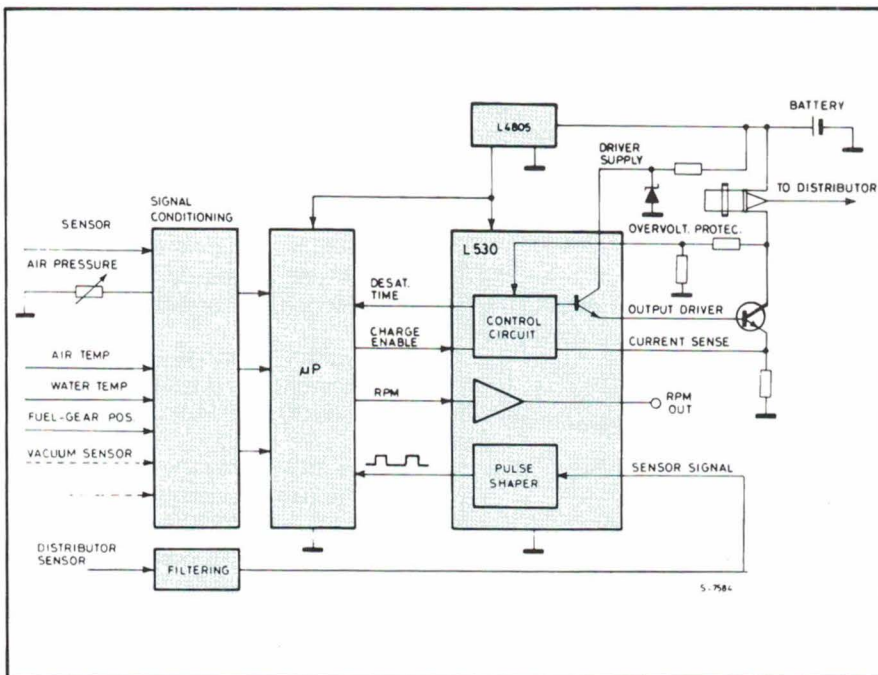 BATTERY
L4805
DRIVER
SUPPLY
TO DISTRIBUTOR
SIGNAL
CONDITIONING
SENSOR
OVERVOLT. PROTEC.
AIR PRESSURE
L530
DESAT.
TIME
CONTROL
CIRCUIT
OUTPUT DRIVER
CHARGE
ENABLE
CURRENT SENSE
AIR TEMP
μP
WATER TEMP
RPM
RPM
OUT
FUEL-GEAR POS.
VACUUM SENSOR
PULSE
SHAPER
SENSOR SIGNAL
DISTRIBUTOR
SENSOR
FILTERING
S-7584